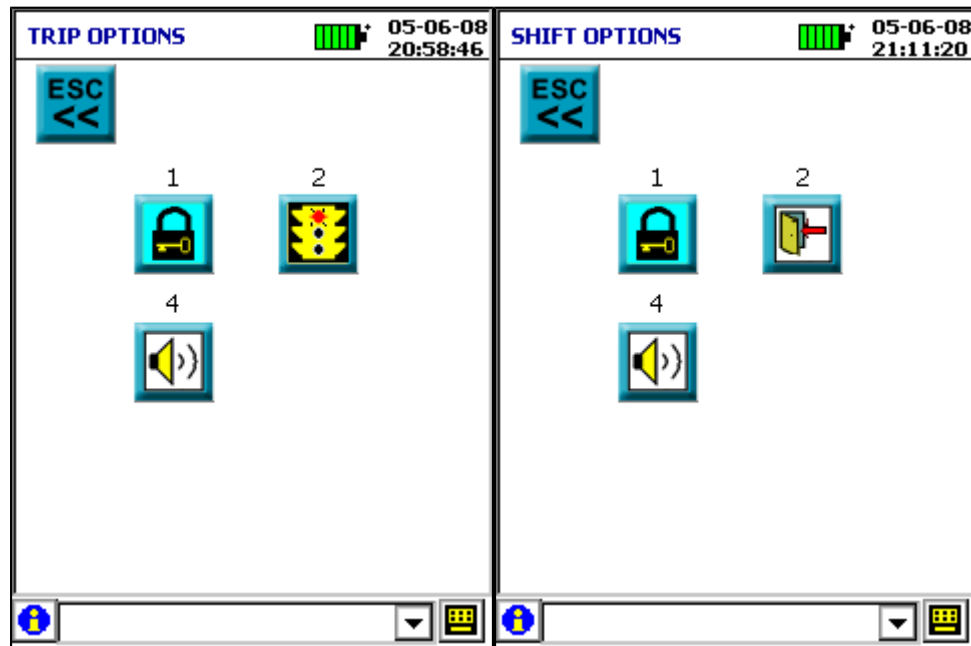 TRIP OPTIONS
05-06-08
20:58:46
ESC
<<
1 2
4
SHIFT OPTIONS
05-06-08
21:11:20
ESC
<<
1 2
4